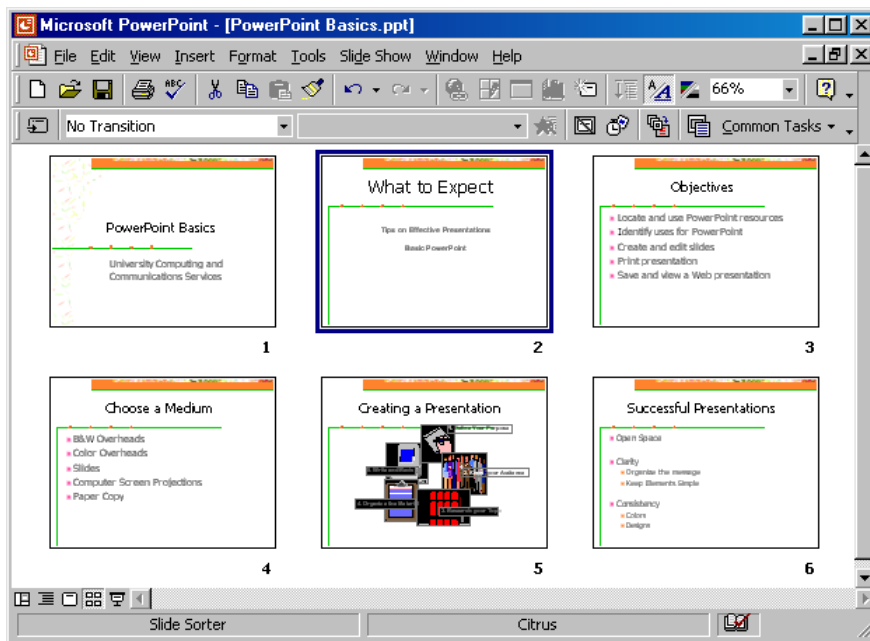 Microsoft PowerPoint - [PowerPoint Basics.ppt]
File Edit View Insert Format Tools Slide Show Window Help
ABC
66%
No Transition
Common Tasks
PowerPoint Basics
University Computing and
Communications Services
1
What to Expect
Tips on Effective Presentations
Basic PowerPoint
2
Objectives
Locate and use PowerPoint resources
Identify uses for PowerPoint
Create and edit slides
Print presentation
Save and view a Web presentation
3
Choose a Medium
B&W Overheads
Color Overheads
Slides
Computer Screen Projections
Paper Copy
4
Creating a Presentation
5
Successful Presentations
Open Space
Clarity
Organize the message
Keep Elements Simple
Consistency
Colors
Designs
6
Slide Sorter
Citrus